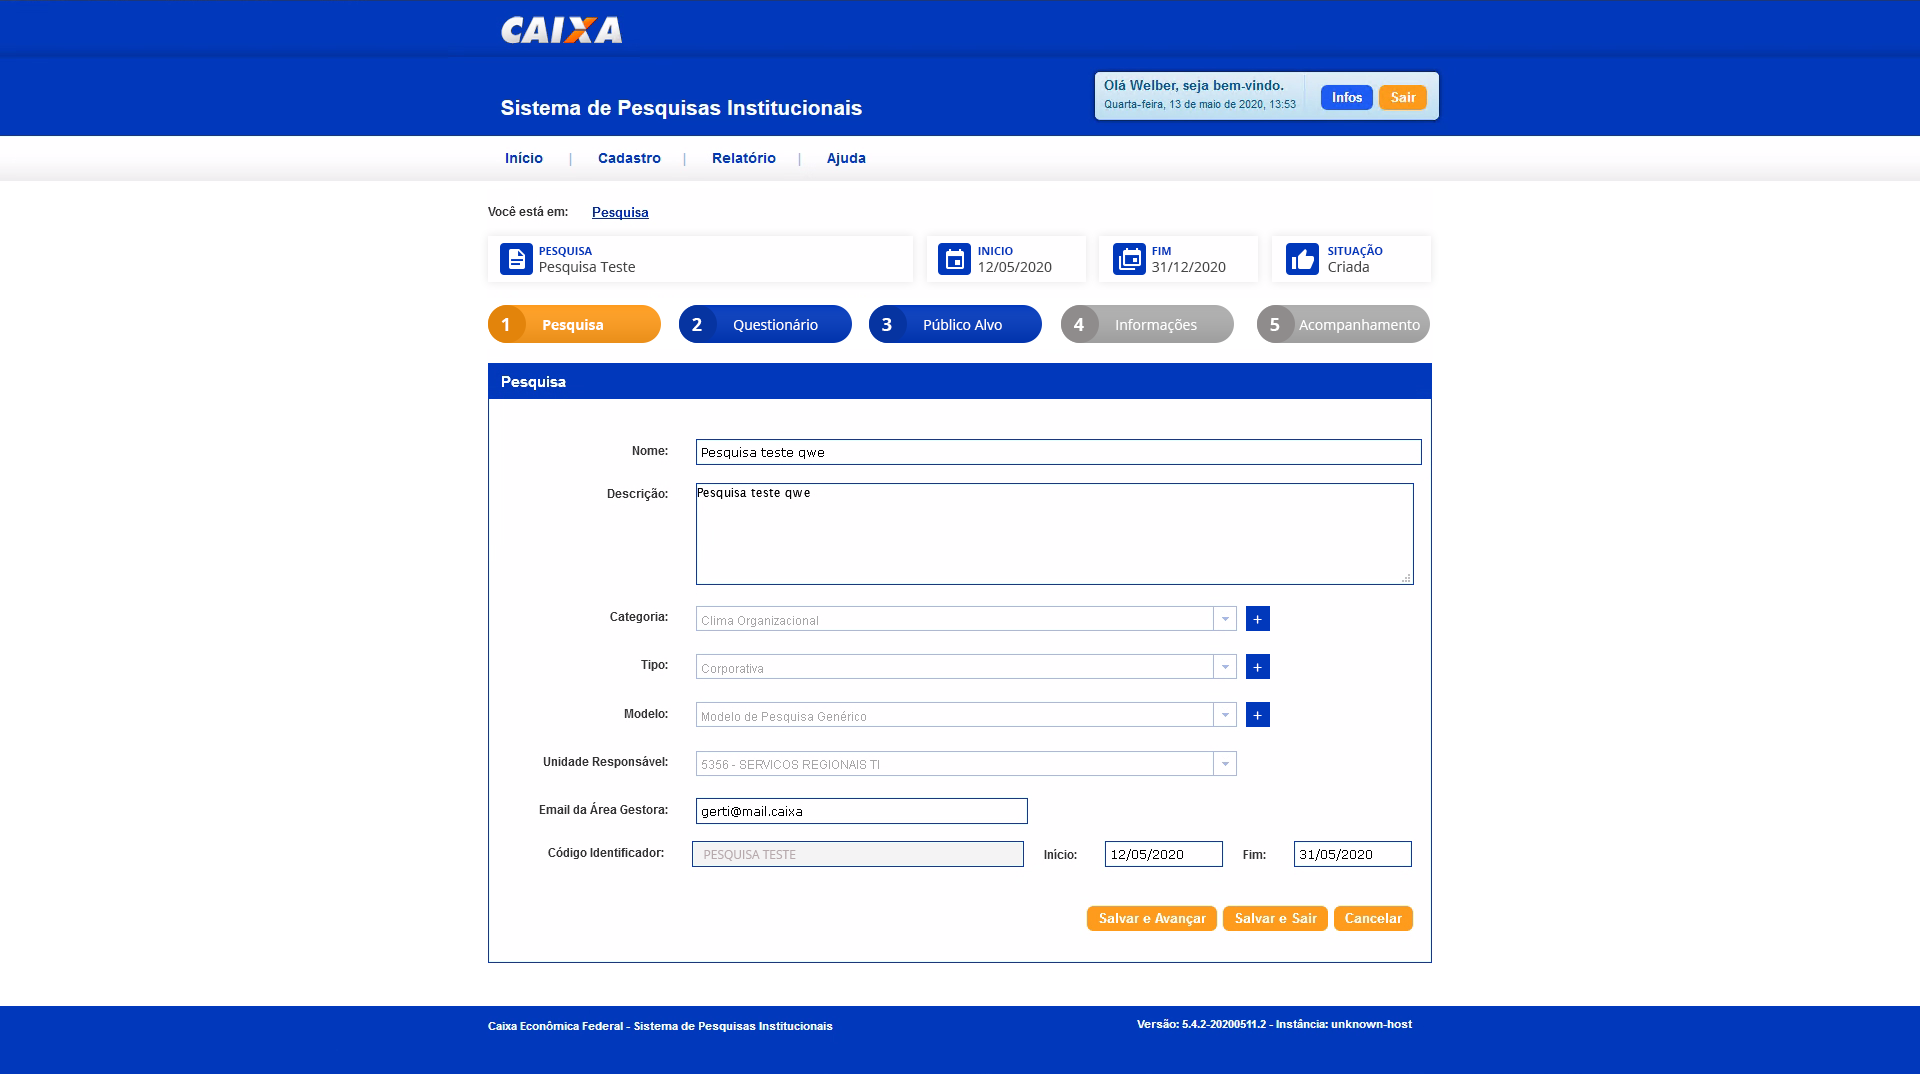 CAIXA
Sistema de Pesquisas Institucionais
Olá Welber, seja bem-vindo.
Quarta-feira, 13 de maio de 2020, 13:53
Infos
Sair
Início | Cadastro | Relatório | Ajuda
Você está em: Pesquisa
PESQUISA
Pesquisa Teste
INICIO
12/05/2020
FIM
31/12/2020
SITUAÇÃO
Criada
1 Pesquisa
2 Questionário
3 Público Alvo
4 Informações
5 Acompanhamento
Pesquisa
Nome: Pesquisa teste qwe
Descrição: Pesquisa teste qwe
Categoria: Clima Organizacional +
Tipo: Corporativa +
Modelo: Modelo de Pesquisa Genérico +
Unidade Responsável: 5356 - SERVICOS REGIONAIS TI
Email da Área Gestora: gerti@mail.caixa
Código Identificador: PESQUISA TESTE Início: 12/05/2020 Fim: 31/05/2020
Salvar e Avançar Salvar e Sair Cancelar
Caixa Econômica Federal - Sistema de Pesquisas Institucionais
Versão: 5.4.2-20200511.2 - Instância: unknown-host